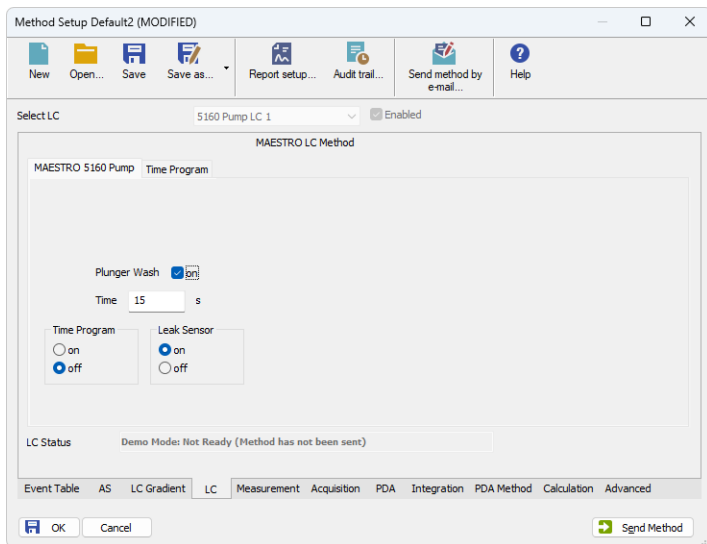 Method Setup Default2 (MODIFIED)
New Open... Save Save as... Report setup... Audit trail... Send method by e-mail... Help
Select LC 5160 Pump LC 1 Enabled
MAESTRO LC Method
MAESTRO 5160 Pump Time Program
Plunger Wash on
Time 15 s
Time Program Leak Sensor
on on
off off
LC Status Demo Mode: Not Ready (Method has not been sent)
Event Table AS LC Gradient LC Measurement Acquisition PDA Integration PDA Method Calculation Advanced
OK Cancel Send Method